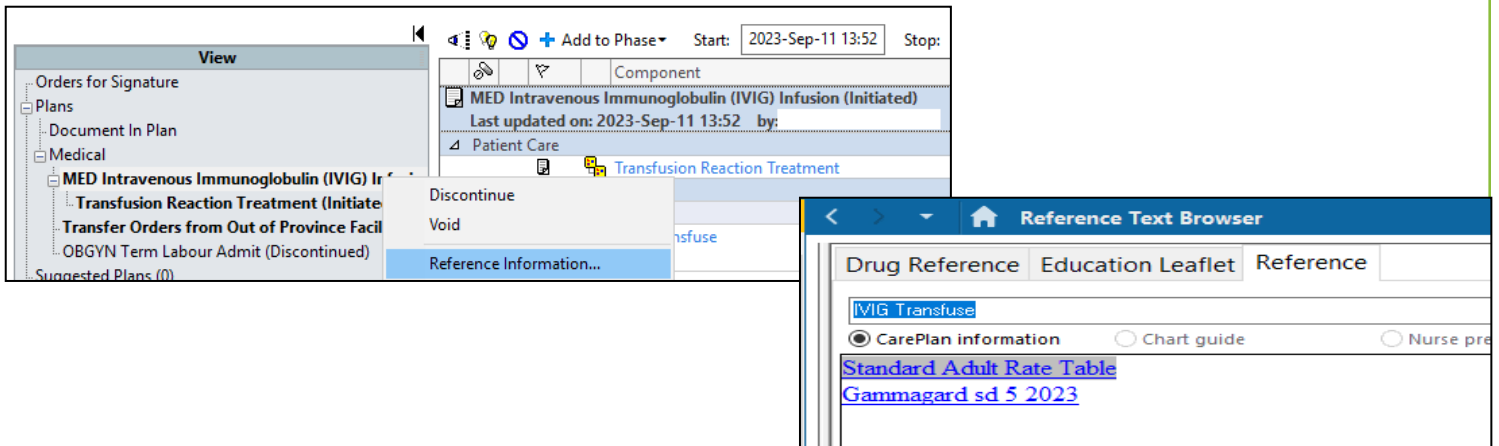 View
Orders for Signature
Plans
Document In Plan
Medical
MED Intravenous Immunoglobulin (IVIG)
Transfusion Reaction Treatment (Initiate
Transfer Orders from Out of Province Facil
OBGYN Term Labour Admit (Discontinued)
Suggested Plans (0)
Add to Phase Start: 2023-Sep-11 13:52 Stop:
Component
MED Intravenous Immunoglobulin (IVIG) Infusion (Initiated)
Last updated on: 2023-Sep-11 13:52 by:
Patient Care
Transfusion Reaction Treatment
nsfuse
Discontinue
Void
Reference Information...
Reference Text Browser
Drug Reference Education Leaflet Reference
IVIG Transfuse
CarePlan information Chart guide Nurse pre
Standard Adult Rate Table
Gammagard sd 5 2023